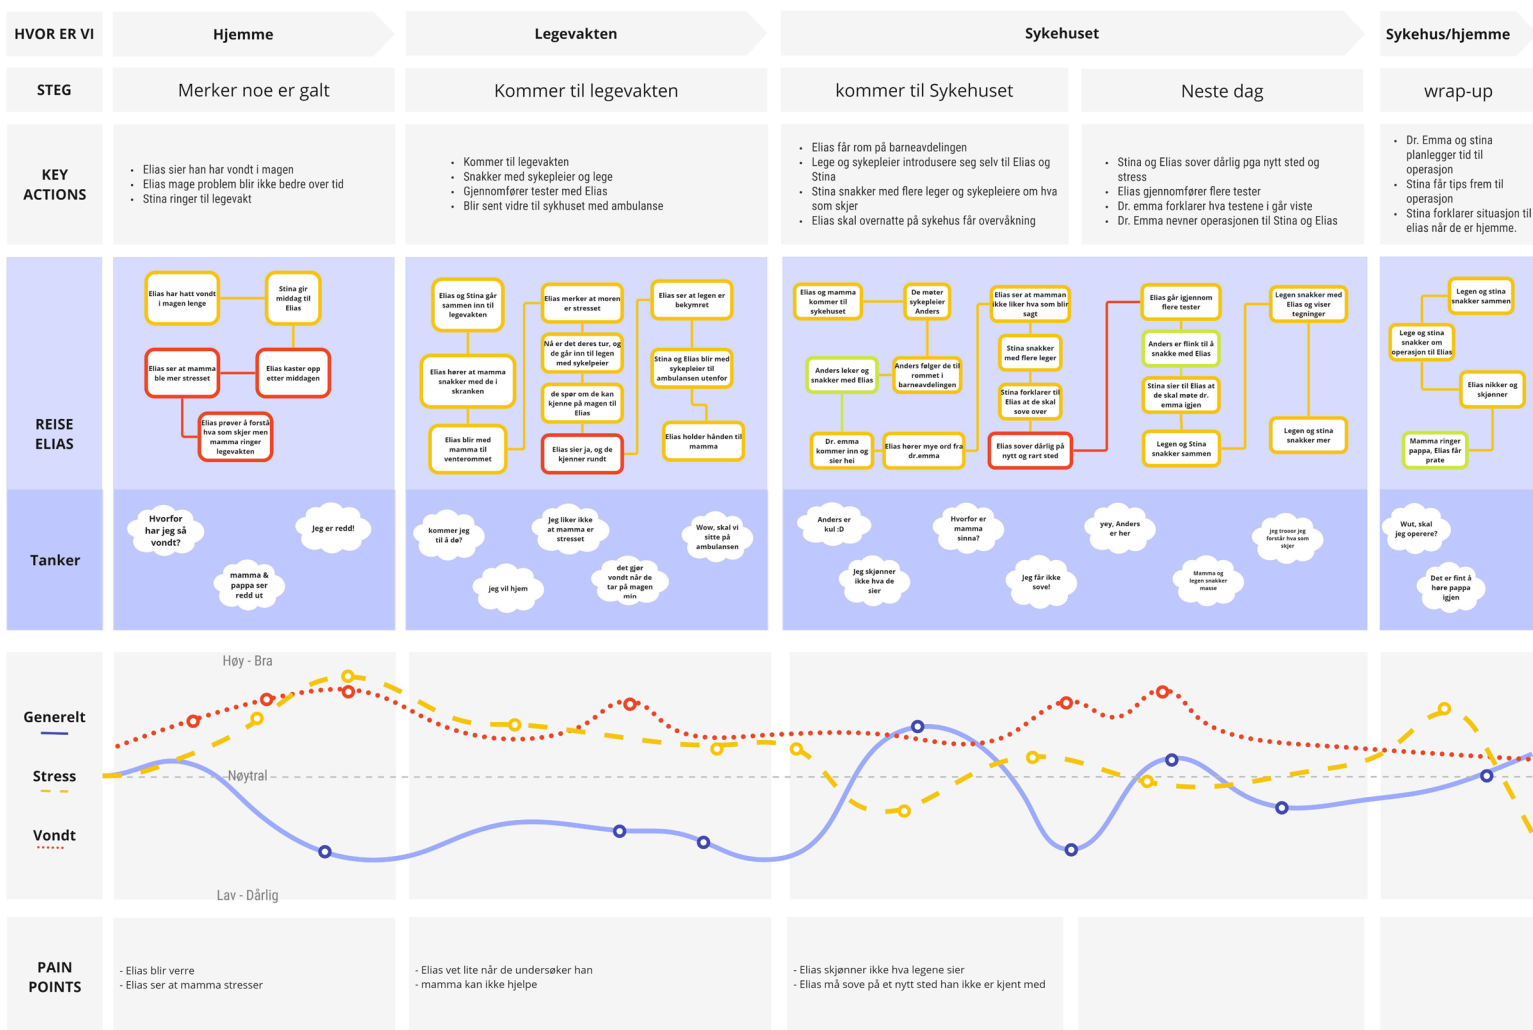 HVOR ER VI
Hjemme
Legevakten
Sykehuset
Sykehus/hjemme
STEG
Merker noe er galt
Kommer til legevakten
kommer til Sykehuset
Neste dag
wrap-up
KEY
ACTIONS
• Elias sier han har vondt i magen
• Elias mage problem blir ikke bedre over tid
• Stina ringer til legevakt
• Kommer til legevakten
• Snakker med sykepleier og lege
• Gjennomfører tester med Elias
• Blir sent vidre til sykhuset med ambulanse
• Elias får rom på barneavdelingen
• Lege og sykepleier introdusere seg selv til Elias og
Stina
• Stina snakker med flere leger og sykepleiere om hva
som skjer
• Elias skal overnatte på sykehus får overvåkning
• Stina og Elias sover dårlig pga nytt sted og
stress
• Elias gjennomfører flere tester
• Dr. emma forklarer hva testene i går viste
• Dr. Emma nevner operasjonen til Stina og Elias
• Dr. Emma og stina
planlegger tid til
operasjon
• Stina får tips frem til
operasjon
• Stina forklarer situasjon til
elias når de er hjemme.
REISE
ELIAS
Elias har hatt vondt
i magen lenge
Stina gir
middag til
Elias
Elias ser at mamma
ble mer stresset
Elias kaster opp
etter middagen
Elias prøver å forstå
hva som skjer men
mamma ringer
legevakten
Elias og Stina går
sammen inn til
legevakten
Elias hører at mamma
snakker med de i
skranken
Elias blir med
mamma til
venterommet
Elias merker at moren
er stresset
Nå er det deres tur, og
de går inn til legen
med sykelpeier
de spør om de kan
kjenne på magen til
Elias
Elias sier ja, og de
kjenner rundt
Elias ser at legen er
bekymret
Stina og Elias blir med
sykepleier til
ambulansen utenfor
Elias holder hånden til
mamma
Elias og mamma
kommer til
sykehuset
De møter
sykepleier
Anders
Anders leker og
snakker med Elias
Anders følger de til
rommet i
barneavdelingen
Dr. emma
kommer inn og
sier hei
Elias hører mye ord fra
dr.emma
Elias ser at mamman
ikke liker hva som blir
sagt
Stina snakker
med flere leger
Stina forklarer til
Elias at de skal
sove over
Elias sover dårlig på
nytt og rart sted
Elias går igjennom
flere tester
Anders er flink til å
snakke med Elias
Stina sier til Elias at
de skal møte dr.
emma igjen
Legen og Stina
snakker sammen
Legen snakker med
Elias og viser
tegninger
Legen og stina
snakker mer
Legen og stina
snakker sammen
Lege og stina
snakker om
operasjon til Elias
Elias nikker og
skjønner
Mamma ringer
pappa, Elias får
prate
Tanker
Hvorfor
har jeg så
vondt?
Jeg er redd!
mamma &
pappa ser
redd ut
kommer jeg
til å dø?
jeg vil hjem
Jeg liker ikke
at mamma er
stresset
det gjør
vondt når de
tar på magen
min
Wow, skal vi
sitte på
ambulansen
Anders er
kul :D
Jeg skjønner
ikke hva de
sier
Hvorfor er
mamma
sinna?
Jeg får ikke
sove!
yey, Anders
er her
Mamma og
legen snakker
masse
jeg trooor jeg
forstår hva som
skjer
Wut, skal
jeg operere?
Det er fint å
høre pappa
igjen
Høy - Bra
Generelt
Stress
Nøytral
Vondt
Lav - Dårlig
PAIN
POINTS
- Elias blir verre
- Elias ser at mamma stresser
- Elias vet lite når de undersøker han
- mamma kan ikke hjelpe
- Elias skjønner ikke hva legene sier
- Elias må sove på et nytt sted han ikke er kjent med